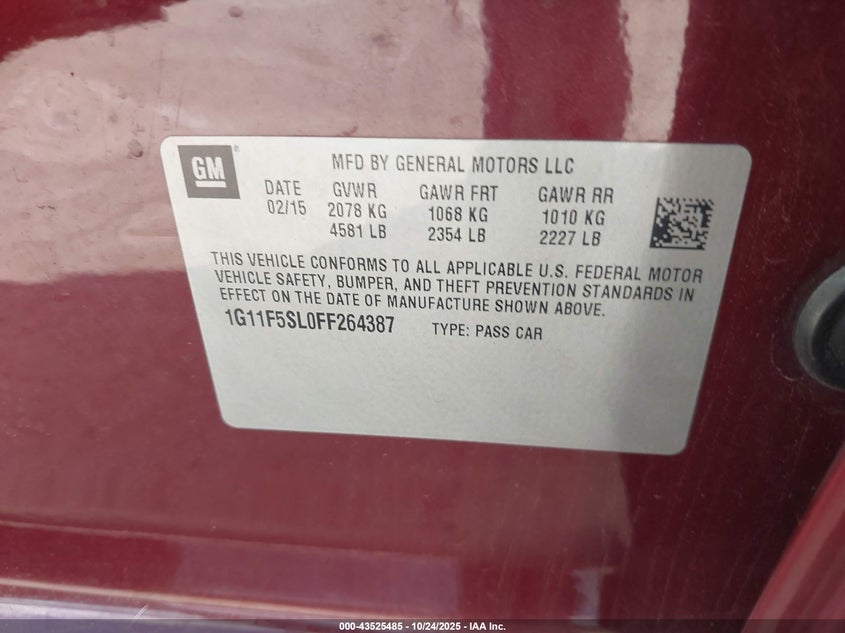 GM®
MFD BY GENERAL MOTORS LLC
DATE GVWR GAWR FRT GAWR RR
02/15 2078 KG 1068 KG 1010 KG
4581 LB 2354 LB 2227 LB
THIS VEHICLE CONFORMS TO ALL APPLICABLE U.S. FEDERAL MOTOR
VEHICLE SAFETY, BUMPER, AND THEFT PREVENTION STANDARDS IN
EFFECT ON THE DATE OF MANUFACTURE SHOWN ABOVE.
1G11F5SL0FF264387 TYPE: PASS CAR
000-43525485 - 10/24/2025 - IAA Inc.